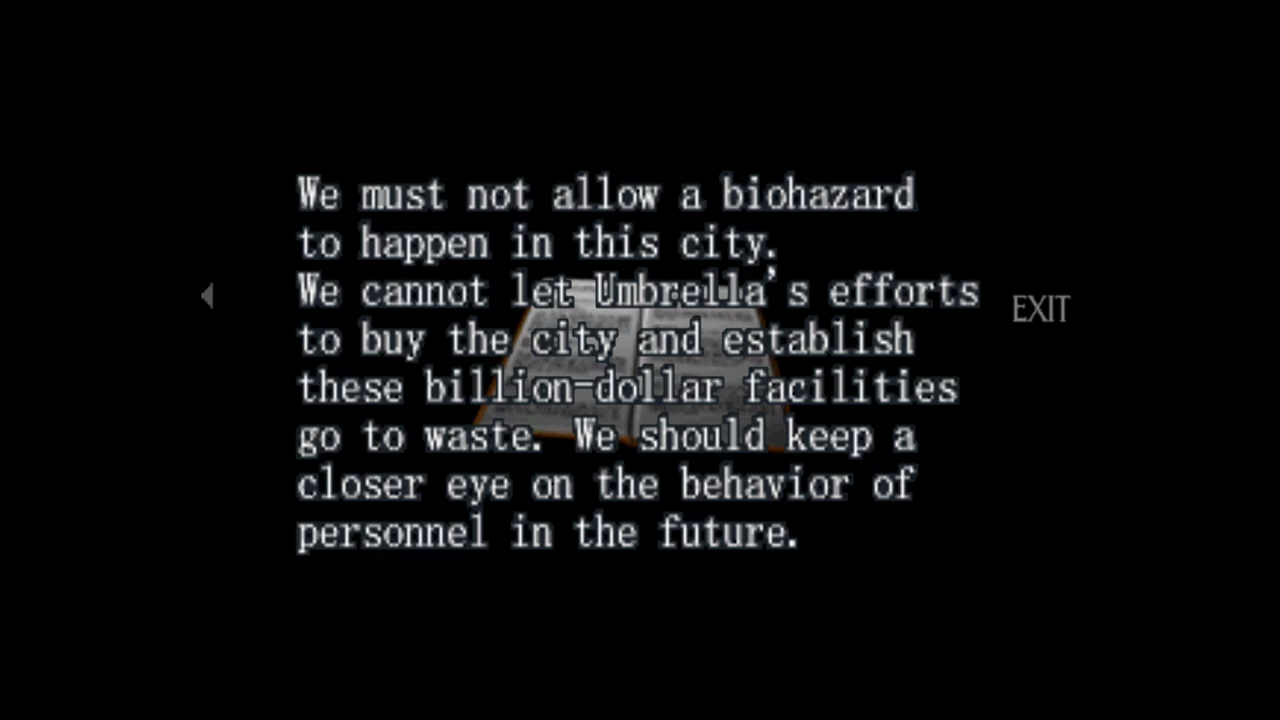 We must not allow a biohazard
to happen in this city.
We cannot let Umbrella's efforts
to buy the city and establish
these billion-dollar facilities
go to waste. We should keep a
closer eye on the behavior of
personnel in the future.
EXIT